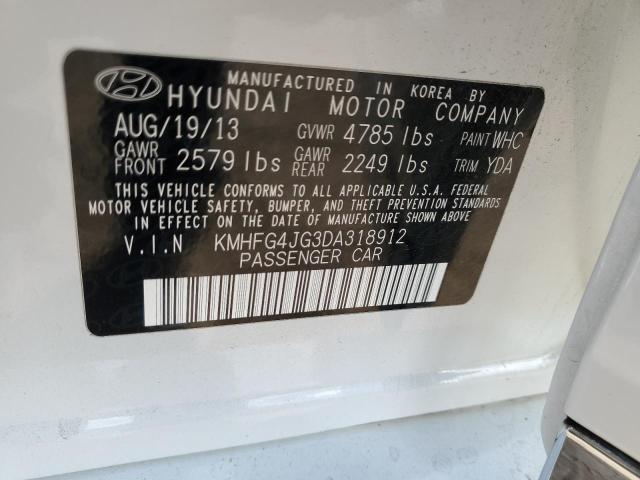 MANUFACTURED IN KOREA BY
HYUNDAI MOTOR COMPANY
AUG/19/13 GVWR 4785 lbs PAINT WHC
GAWR FRONT 2579 lbs GAWR REAR 2249 lbs TRIM YDA
THIS VEHICLE CONFORMS TO ALL APPLICABLE U.S.A. FEDERAL
MOTOR VEHICLE SAFETY, BUMPER, AND THEFT PREVENTION STANDARDS
IN EFFECT ON THE DATE OF MANUFACTURE SHOWN ABOVE
V.I.N KMHFG4JG3DA318912
PASSENGER CAR